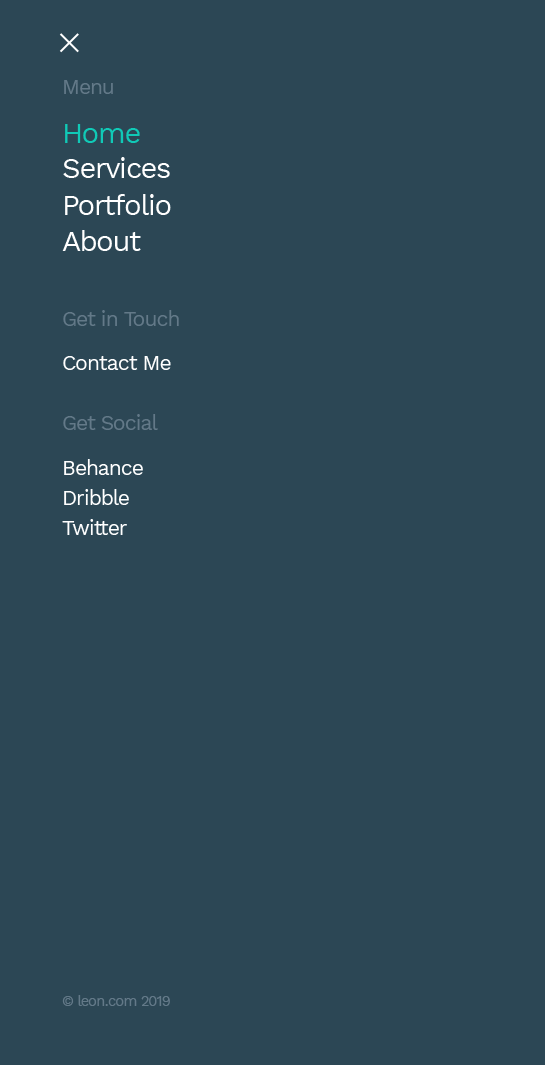 Menu
Home
Services
Portfolio
About
Get in Touch
Contact Me
Get Social
Behance
Dribble
Twitter
© leon.com 2019